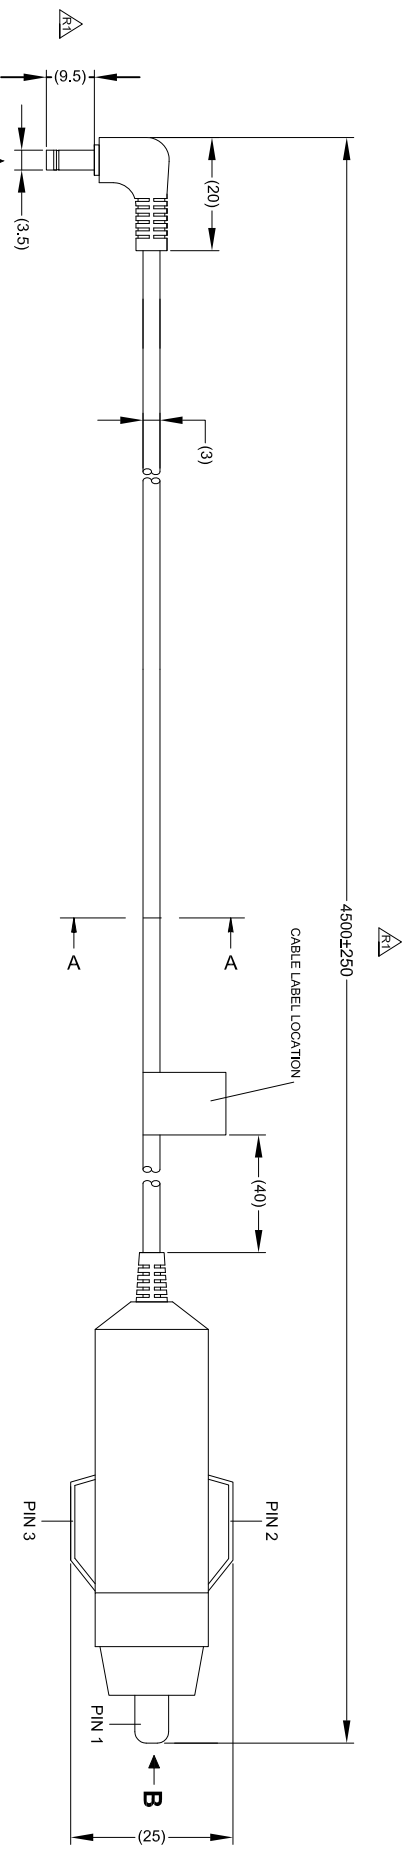 R1
(9.5)
(3.5)
(20)
(3)
4500±250
R1
A
A
CABLE LABEL LOCATION
(40)
PIN 2
PIN 3
PIN 1
B
(25)